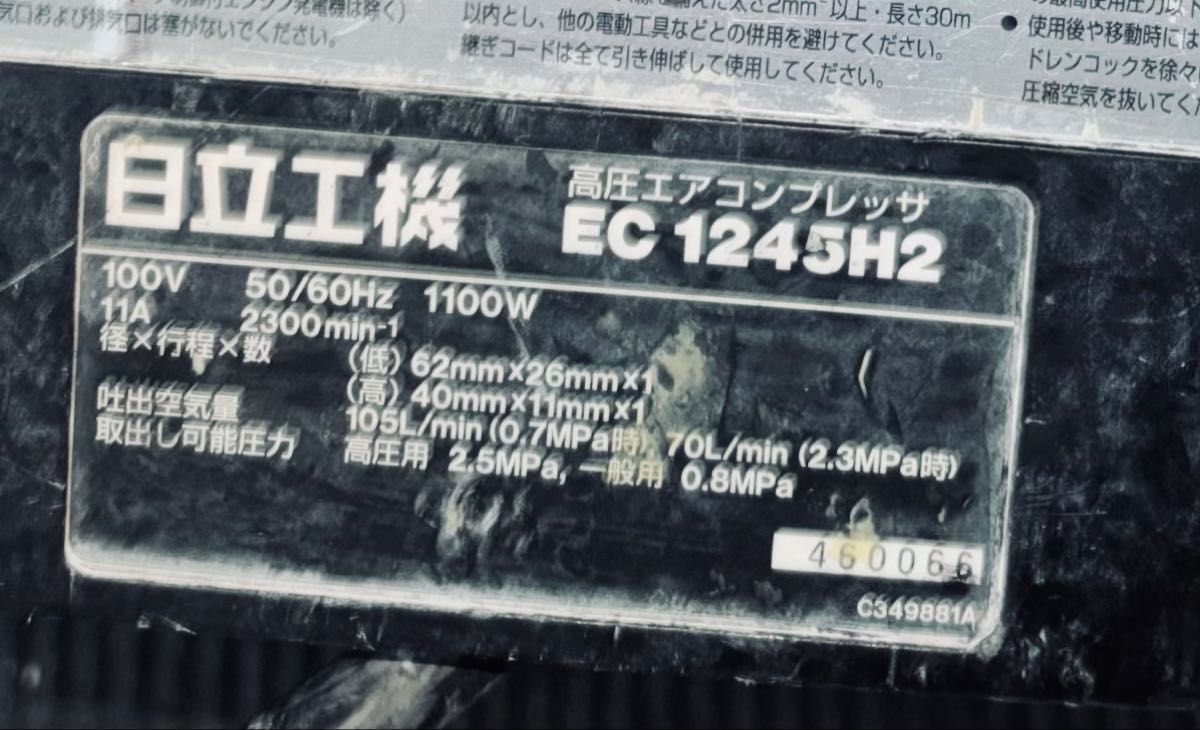 び排気口は塞がないでください。
以内とし、他の電動工具などとの併用を避けてください。
継ぎコードは全て引き伸ばして使用してください。
● 使用後や移動時には
ドレンコックを徐々
圧縮空気を抜いてく
日立工機
高圧エアコンプレッサ
EC 1245H2
100V 50/60Hz 1100W
11A 2300min-1
径×行程×数 (低) 62mm×26mm×1
(高) 40mm×11mm×1
吐出空気量 105L/min (0.7MPa時), 70L/min (2.3MPa時)
取出し可能圧力 高圧用 2.5MPa, 一般用 0.8MPa
460066
C349881A